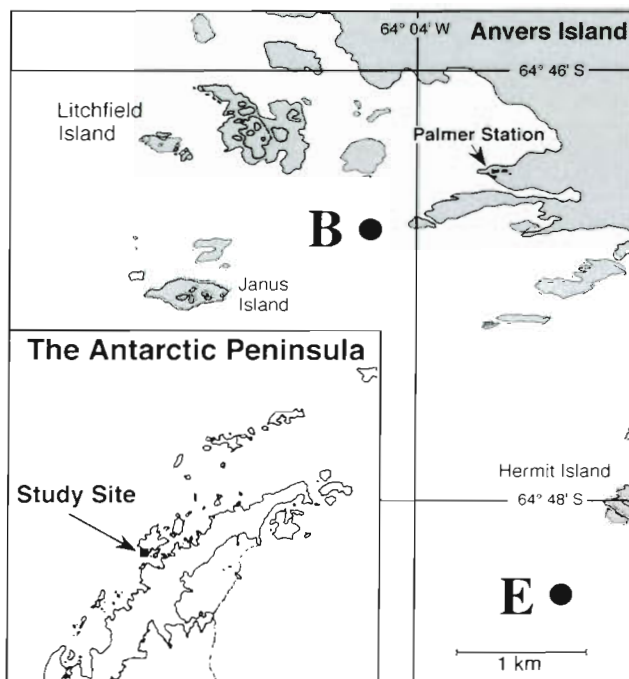 64° 04' W
Anvers Island
64° 46' S
Litchfield
Island
Palmer Station
B
Janus
Island
The Antarctic Peninsula
Hermit Island
64° 48' S
Study Site
E
1 km